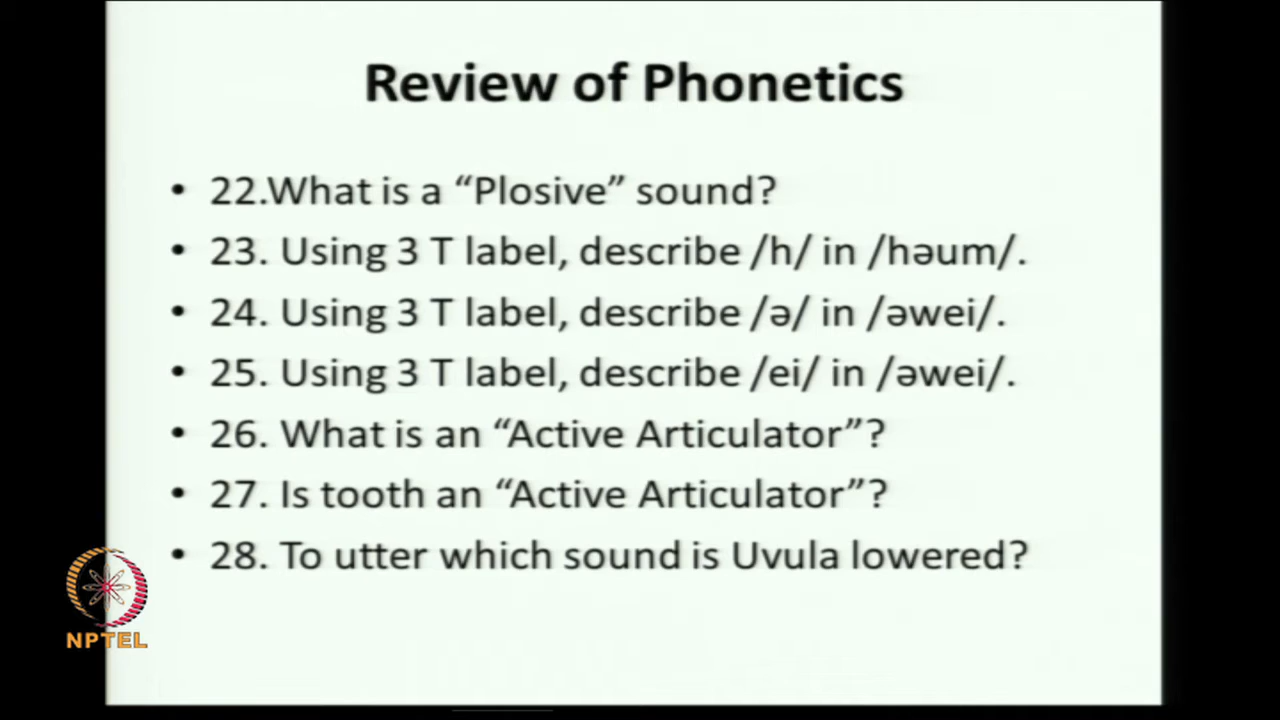 Review of Phonetics
• 22.What is a “Plosive” sound?
• 23. Using 3 T label, describe /h/ in /həum/.
• 24. Using 3 T label, describe /ə/ in /əwei/.
• 25. Using 3 T label, describe /ei/ in /əwei/.
• 26. What is an “Active Articulator”?
• 27. Is tooth an “Active Articulator”?
• 28. To utter which sound is Uvula lowered?
NPTEL